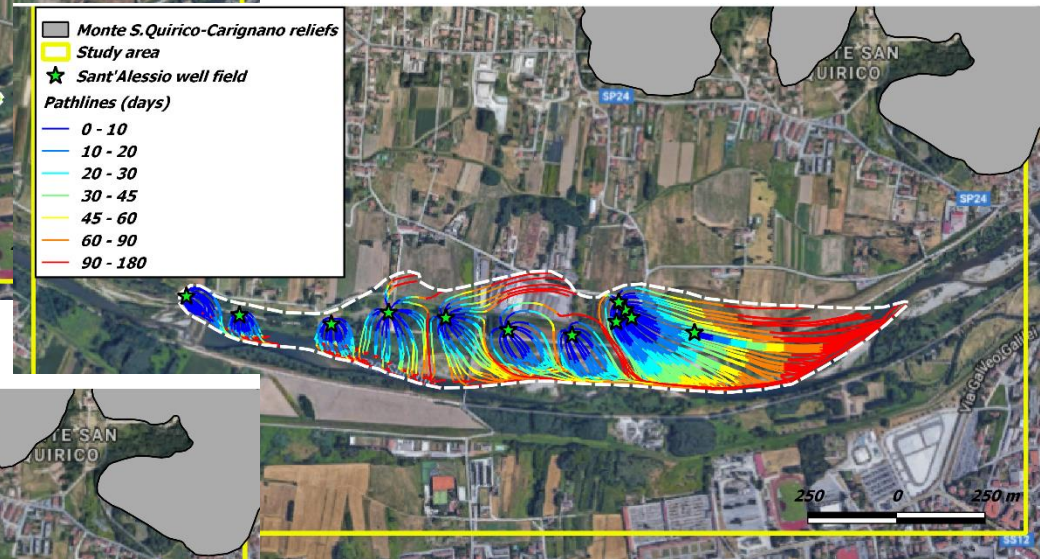 Monte S.Quirico-Carignano reliefs
Study area
Sant'Alessio well field
Pathlines (days)
0 - 10
10 - 20
20 - 30
30 - 45
45 - 60
60 - 90
90 - 180
TE SAN
QUIRICO
SP24
SP24
Via Galileo Galilei
TE SAN
QUIRICO
250 0 250 m
SS12